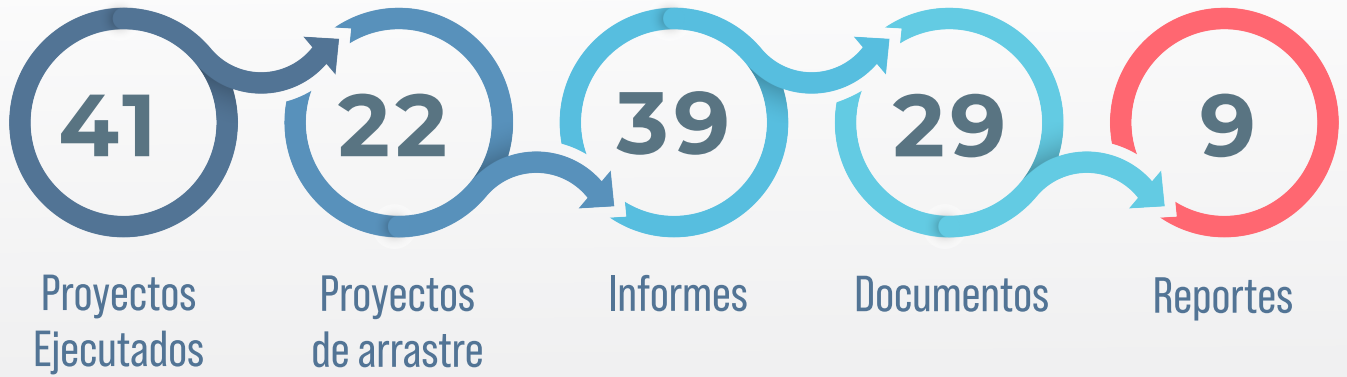 41
22
39
29
9
Proyectos
Ejecutados
Proyectos
de arrastre
Informes
Documentos
Reportes